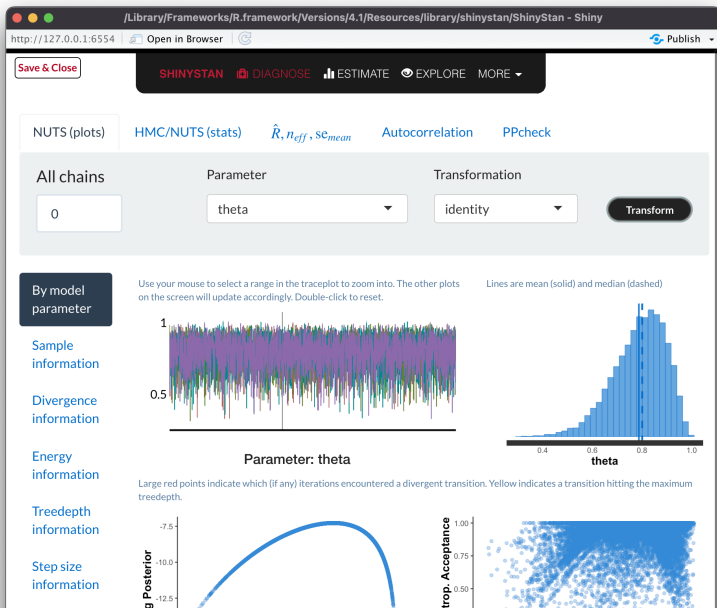 /Library/Frameworks/R.framework/Versions/4.1/Resources/library/shinystan/ShinyStan - Shiny
http://127.0.0.1:6554 Open in Browser Publish
Save & Close
SHINYSTAN DIAGNOSE ESTIMATE EXPLORE MORE
NUTS (plots) HMC/NUTS (stats) R̂, n_eff, se_mean Autocorrelation PPcheck
All chains Parameter Transformation
0 theta identity Transform
By model
parameter
Sample
information
Divergence
information
Energy
information
Treedepth
information
Step size
information
Use your mouse to select a range in the traceplot to zoom into. The other plots
on the screen will update accordingly. Double-click to reset.
1
0.5
Parameter: theta
Lines are mean (solid) and median (dashed)
0.4 0.6 0.8 1.0
theta
Large red points indicate which (if any) iterations encountered a divergent transition. Yellow indicates a transition hitting the maximum
treedepth.
-7.5
-10.0
-12.5
g Posterior
1.00
0.75
0.50
trop. Acceptance